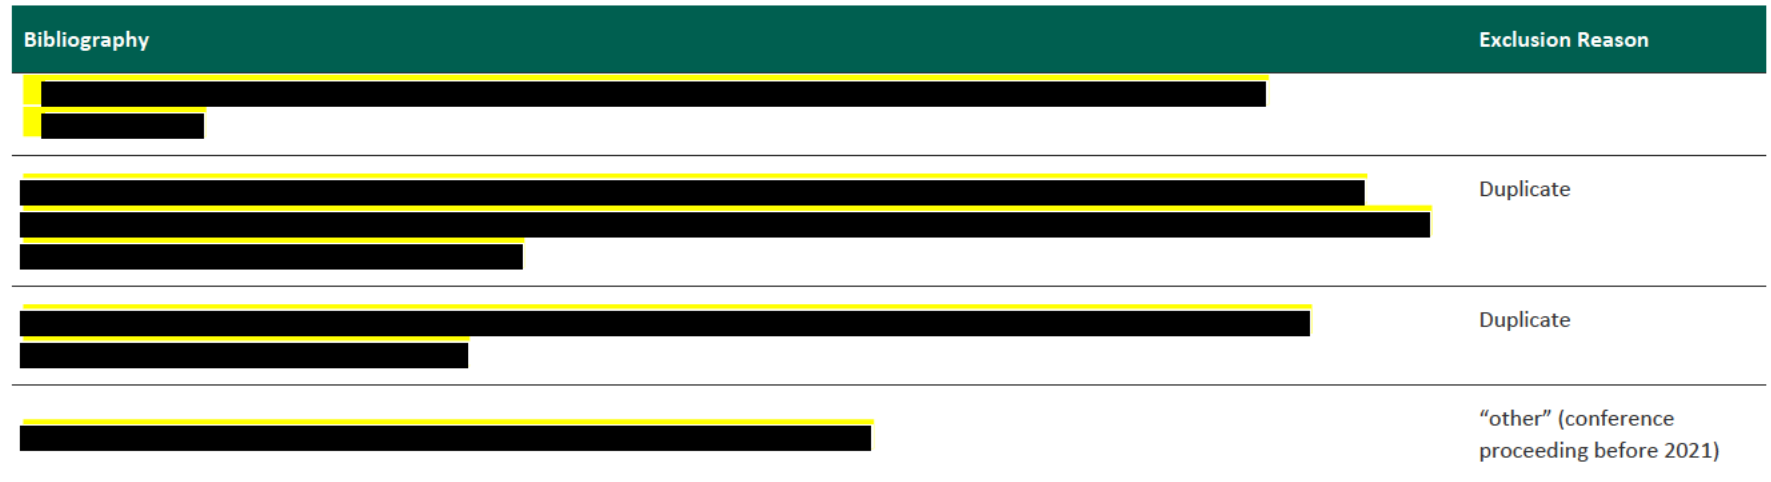 Bibliography Exclusion Reason
Duplicate
Duplicate
“other” (conference
proceeding before 2021)